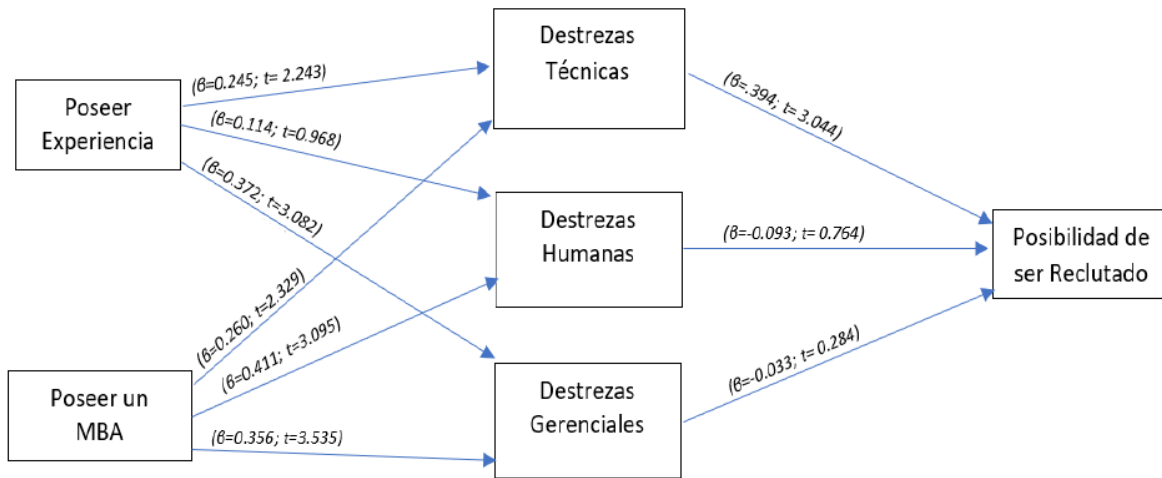 Poseer
Experiencia
Poseer un
MBA
(β=0.245; t= 2.243)
(β=0.114; t=0.968)
(β=0.372; t=3.082)
(β=0.260; t=2.329)
(β=0.411; t=3.095)
(β=0.356; t=3.535)
Destrezas
Técnicas
Destrezas
Humanas
Destrezas
Gerenciales
(β=.394; t= 3.044)
(β=-0.093; t= 0.764)
(β=-0.033; t= 0.284)
Posibilidad de
ser Reclutado